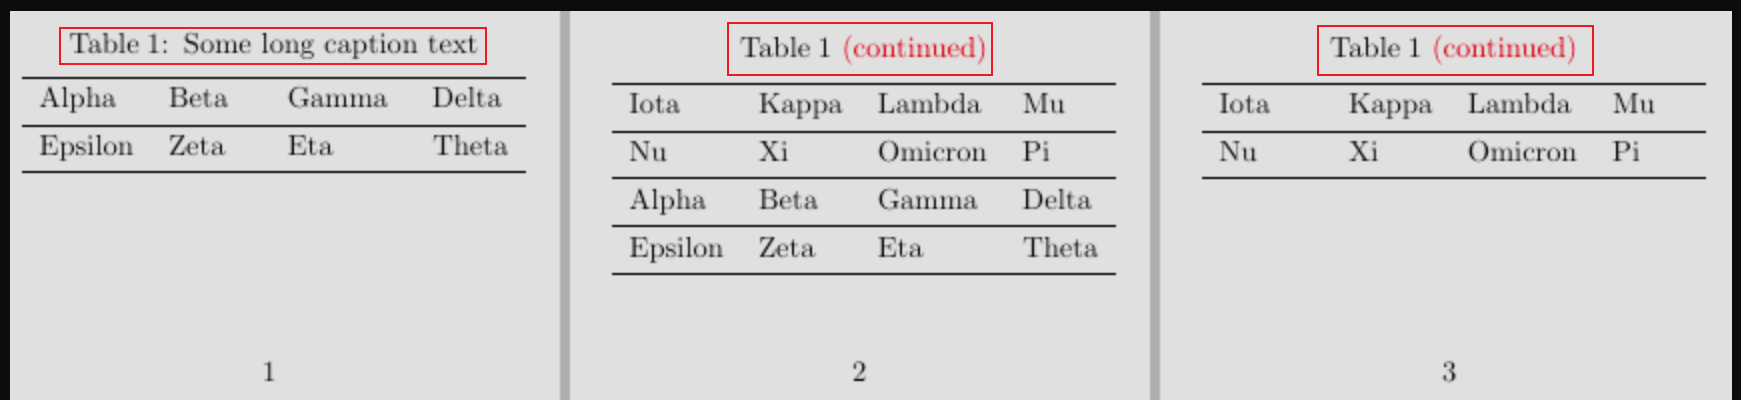 Table 1: Some long caption text
Alpha Beta Gamma Delta
Epsilon Zeta Eta Theta
1
Table 1 (continued)
Iota Kappa Lambda Mu
Nu Xi Omicron Pi
Alpha Beta Gamma Delta
Epsilon Zeta Eta Theta
2
Table 1 (continued)
Iota Kappa Lambda Mu
Nu Xi Omicron Pi
3